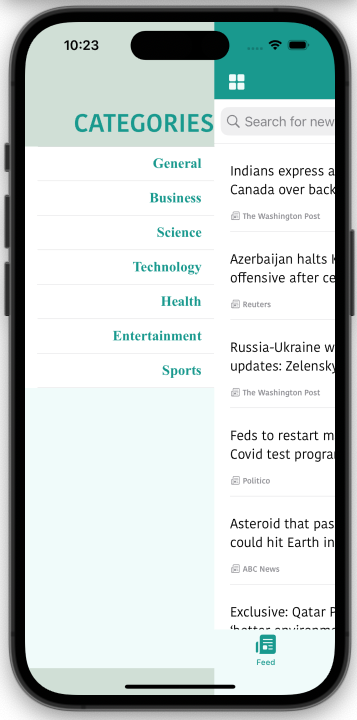 10:23
CATEGORIES
General
Business
Science
Technology
Health
Entertainment
Sports
Search for new
Indians express a
Canada over back
The Washington Post
Azerbaijan halts
offensive after ce
Reuters
Russia-Ukraine w
updates: Zelensky
The Washington Post
Feds to restart m
Covid test progra
Politico
Asteroid that pas
could hit Earth in
ABC News
Exclusive: Qatar P
Feed